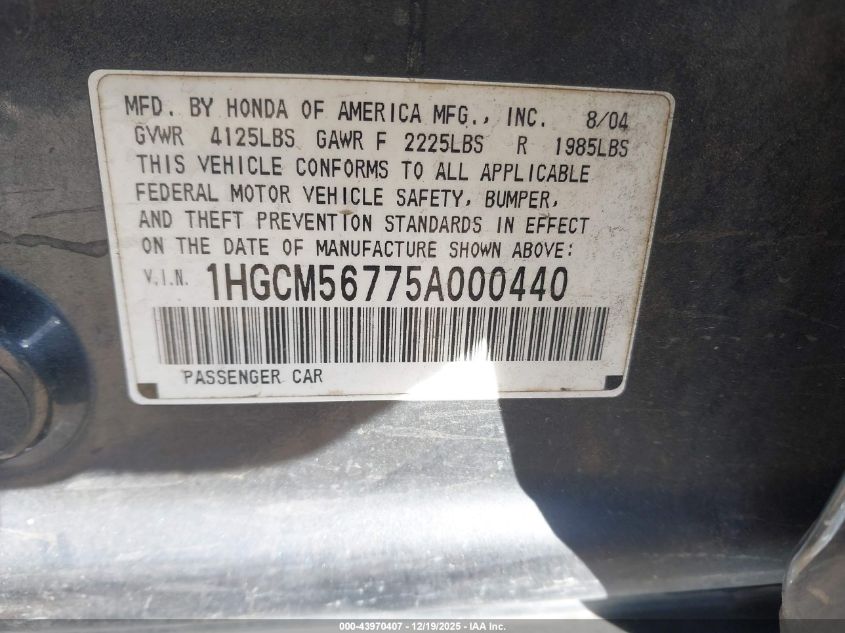 MFD. BY HONDA OF AMERICA MFG., INC. 8/04
GVWR 4125LBS GAWR F 2225LBS R 1985LBS
THIS VEHICLE CONFORMS TO ALL APPLICABLE
FEDERAL MOTOR VEHICLE SAFETY, BUMPER,
AND THEFT PREVENTION STANDARDS IN EFFECT
ON THE DATE OF MANUFACTURE SHOWN ABOVE:
V.I.N. 1HGCM56775A000440
PASSENGER CAR
000-43970407 - 12/19/2025 - IAA Inc.